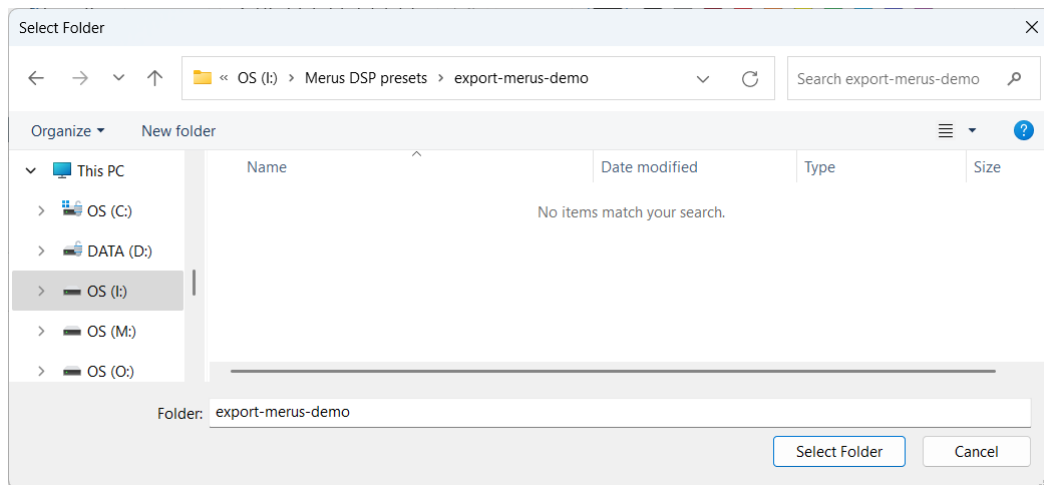 Select Folder
« OS (I:) > Merus DSP presets > export-merus-demo
Search export-merus-demo
Organize
New folder
Name
Date modified
Type
Size
This PC
No items match your search.
OS (C:)
DATA (D:)
OS (I:)
OS (M:)
OS (O:)
Folder: export-merus-demo
Select Folder
Cancel